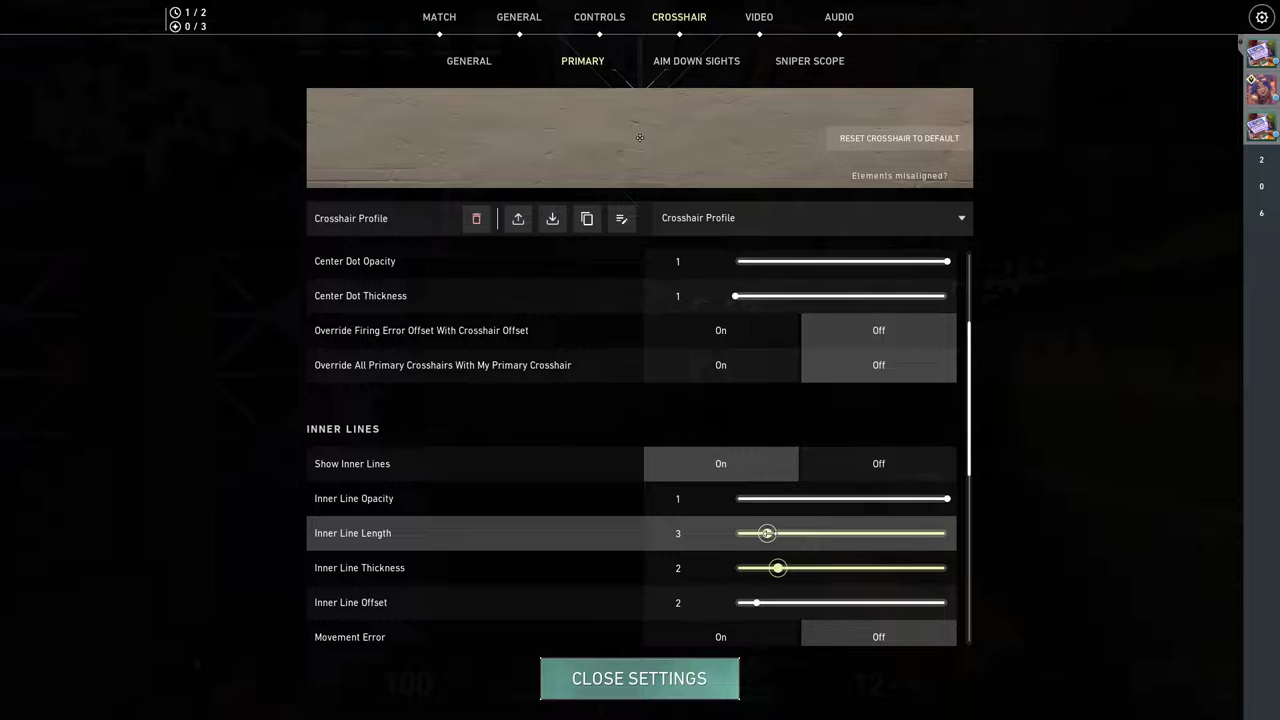 1 / 2
0 / 3
MATCH GENERAL CONTROLS CROSSHAIR VIDEO AUDIO
GENERAL PRIMARY AIM DOWN SIGHTS SNIPER SCOPE
RESET CROSSHAIR TO DEFAULT
Elements misaligned?
Crosshair Profile Crosshair Profile
Center Dot Opacity 1
Center Dot Thickness 1
Override Firing Error Offset With Crosshair Offset On Off
Override All Primary Crosshairs With My Primary Crosshair On Off
INNER LINES
Show Inner Lines On Off
Inner Line Opacity 1
Inner Line Length 3
Inner Line Thickness 2
Inner Line Offset 2
Movement Error On Off
CLOSE SETTINGS
100
2
0
6